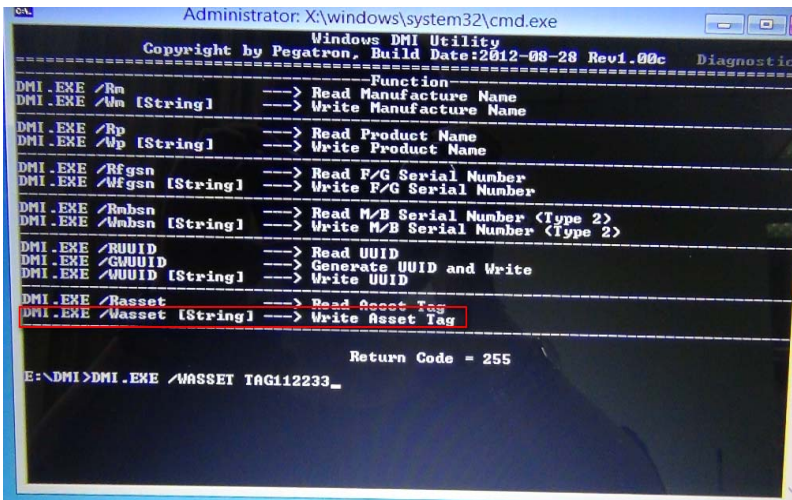 Administrator: X:\windows\system32\cmd.exe
Windows DMI Utility
Copyright by Pegatron, Build Date:2012-08-28 Rev1.00c Diagnostic
Function
DMI.EXE /Rm ---> Read Manufacture Name
DMI.EXE /Wm [String] ---> Write Manufacture Name
DMI.EXE /Rp ---> Read Product Name
DMI.EXE /Wp [String] ---> Write Product Name
DMI.EXE /Rfgsn ---> Read F/G Serial Number
DMI.EXE /Wfgsn [String] ---> Write F/G Serial Number
DMI.EXE /Rmbsn ---> Read M/B Serial Number (Type 2)
DMI.EXE /Wmbsn [String] ---> Write M/B Serial Number (Type 2)
DMI.EXE /RUUID ---> Read UUID
DMI.EXE /GWUUID ---> Generate UUID and Write
DMI.EXE /WUUID [String] ---> Write UUID
DMI.EXE /Rasset ---> Read Asset Tag
DMI.EXE /Wasset [String] ---> Write Asset Tag
Return Code = 255
E:\DMI>DMI.EXE /WASSET TAG112233_